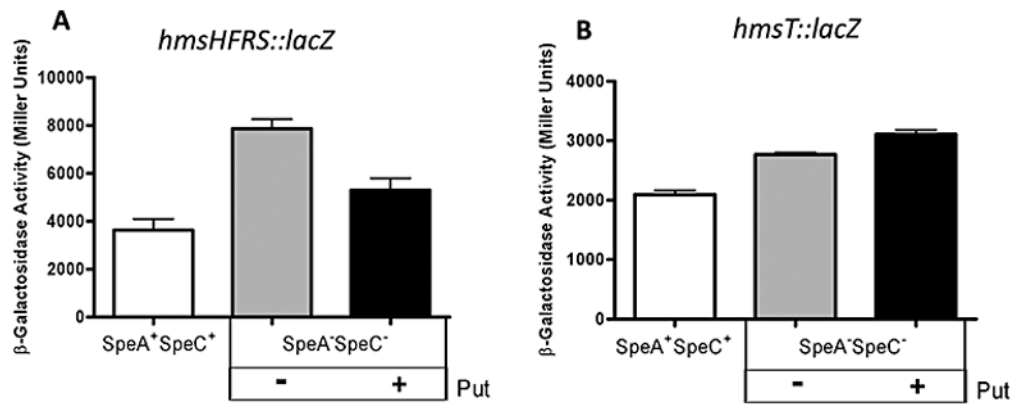 A
hmsHFRS::lacZ
β-Galactosidase Activity (Miller Units)
10000
8000
6000
4000
2000
0
SpeA⁺SpeC⁺
SpeA⁻SpeC⁻
- + Put
B
hmsT::lacZ
β-Galactosidase Activity (Miller Units)
4000
3000
2000
1000
0
SpeA⁺SpeC⁺
SpeA⁻SpeC⁻
- + Put